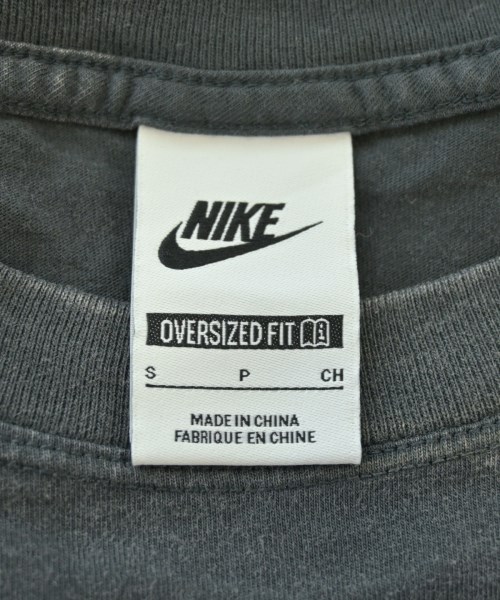 NIKE
OVERSIZED FIT
S P CH
MADE IN CHINA
FABRIQUE EN CHINE